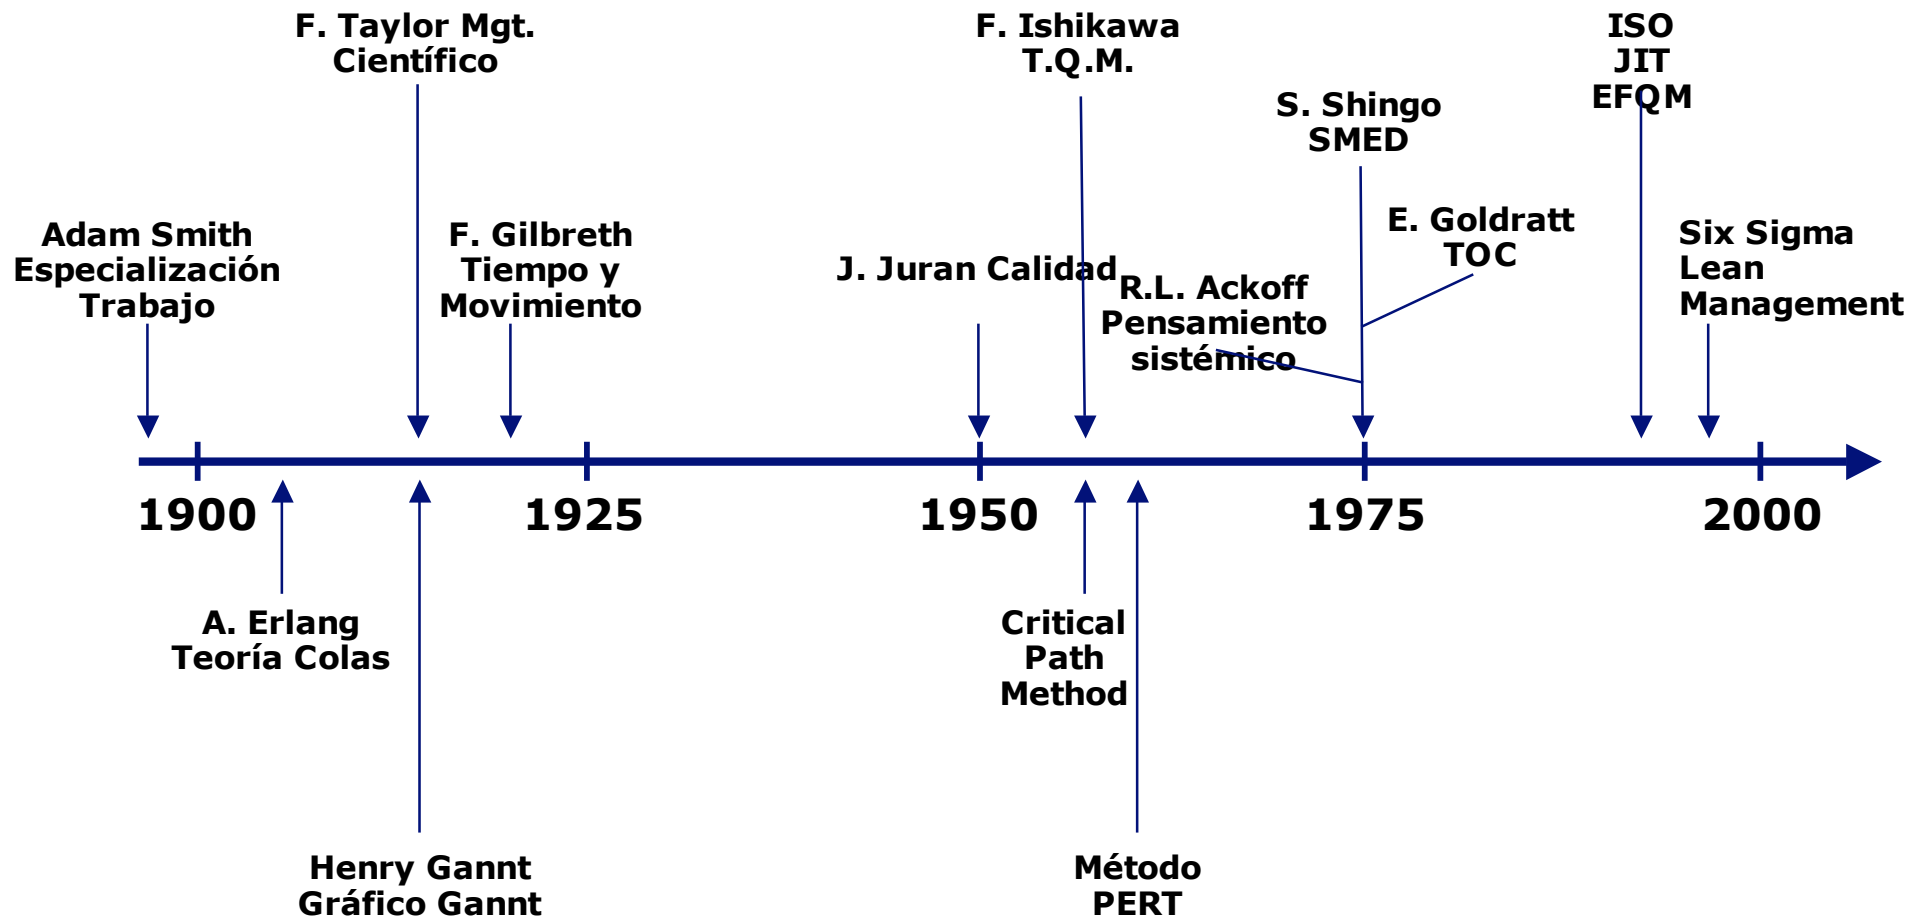 F. Taylor Mgt.
Científico
F. Ishikawa
T.Q.M.
ISO
JIT
EFQM
S. Shingo
SMED
Adam Smith
Especialización
Trabajo
F. Gilbreth
Tiempo y
Movimiento
J. Juran Calidad
R.L. Ackoff
Pensamiento
sistémico
E. Goldratt
TOC
Six Sigma
Lean
Management
1900
1925
1950
1975
2000
A. Erlang
Teoría Colas
Critical
Path
Method
Henry Gannt
Gráfico Gannt
Método
PERT